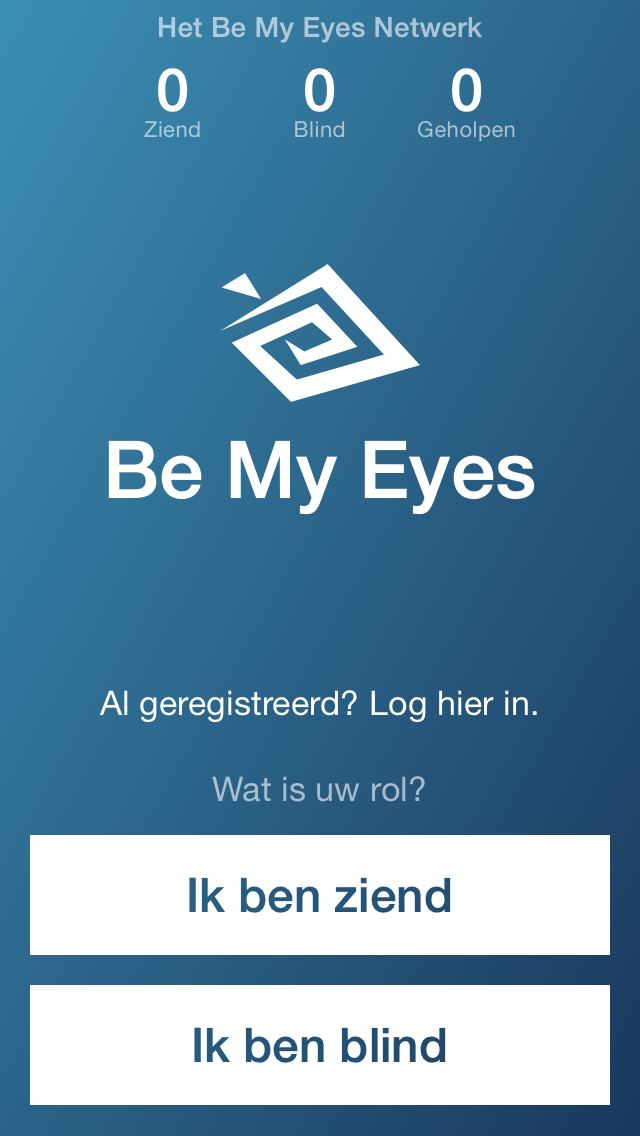 Het Be My Eyes Netwerk
0 0 0
Ziend Blind Geholpen
Be My Eyes
Al geregistreerd? Log hier in.
Wat is uw rol?
Ik ben ziend
Ik ben blind